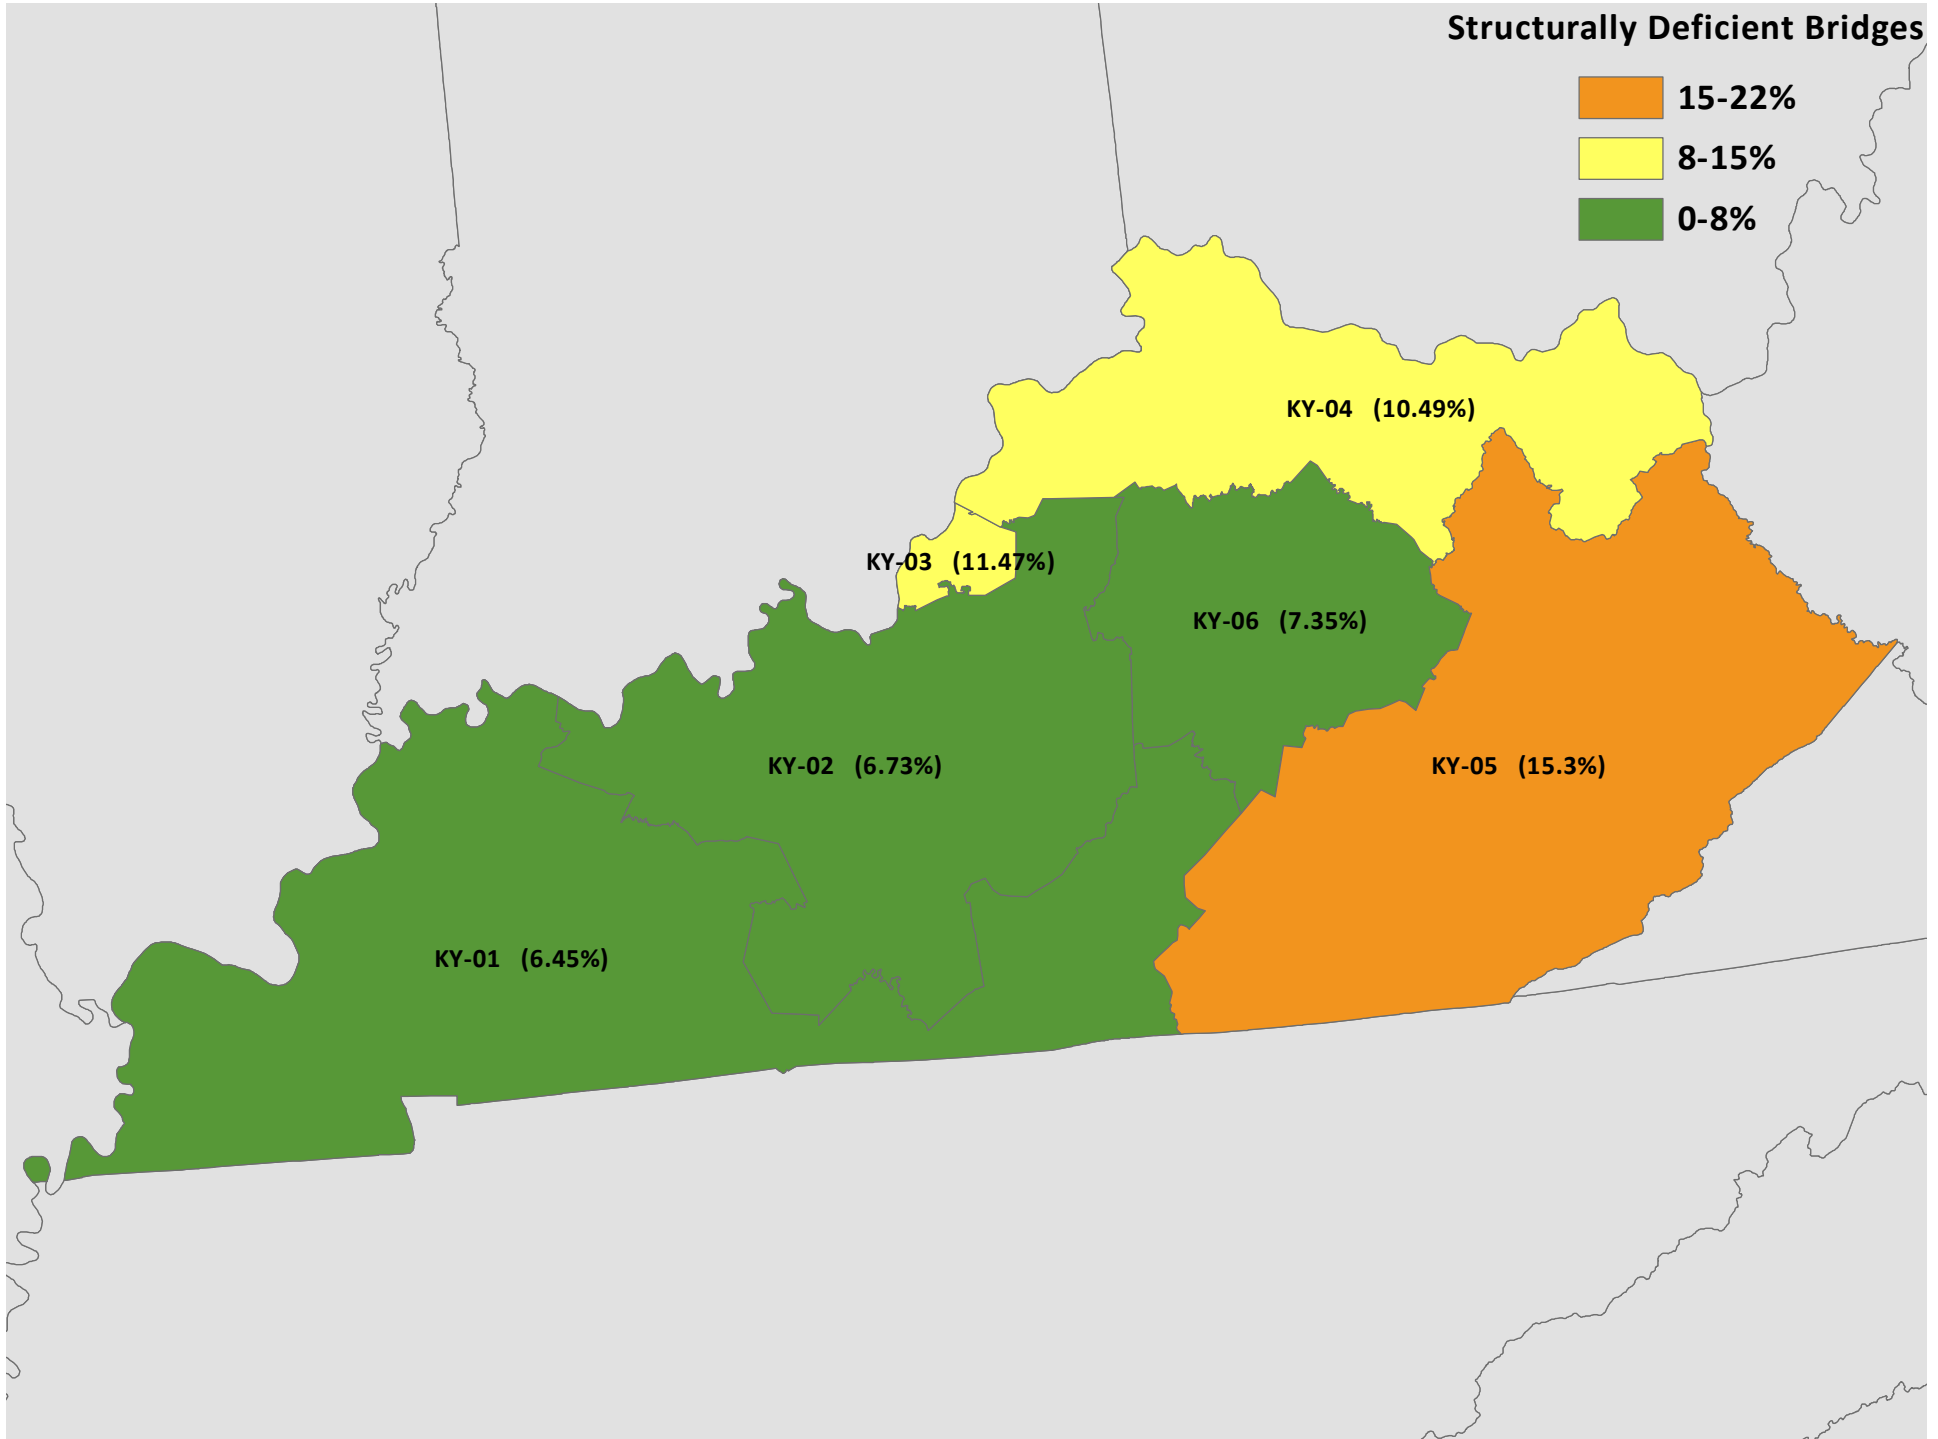 Structurally Deficient Bridges
15-22%
8-15%
0-8%
KY-04 (10.49%)
KY-03 (11.47%)
KY-06 (7.35%)
KY-02 (6.73%)
KY-05 (15.3%)
KY-01 (6.45%)